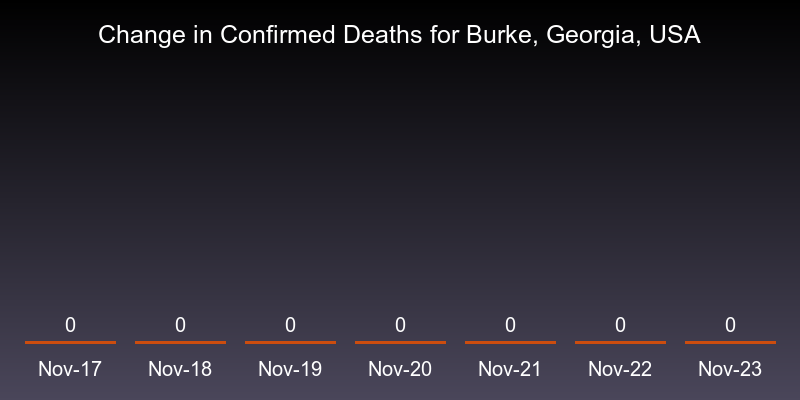 Change in Confirmed Deaths for Burke, Georgia, USA
0 0 0 0 0 0 0
Nov-17 Nov-18 Nov-19 Nov-20 Nov-21 Nov-22 Nov-23